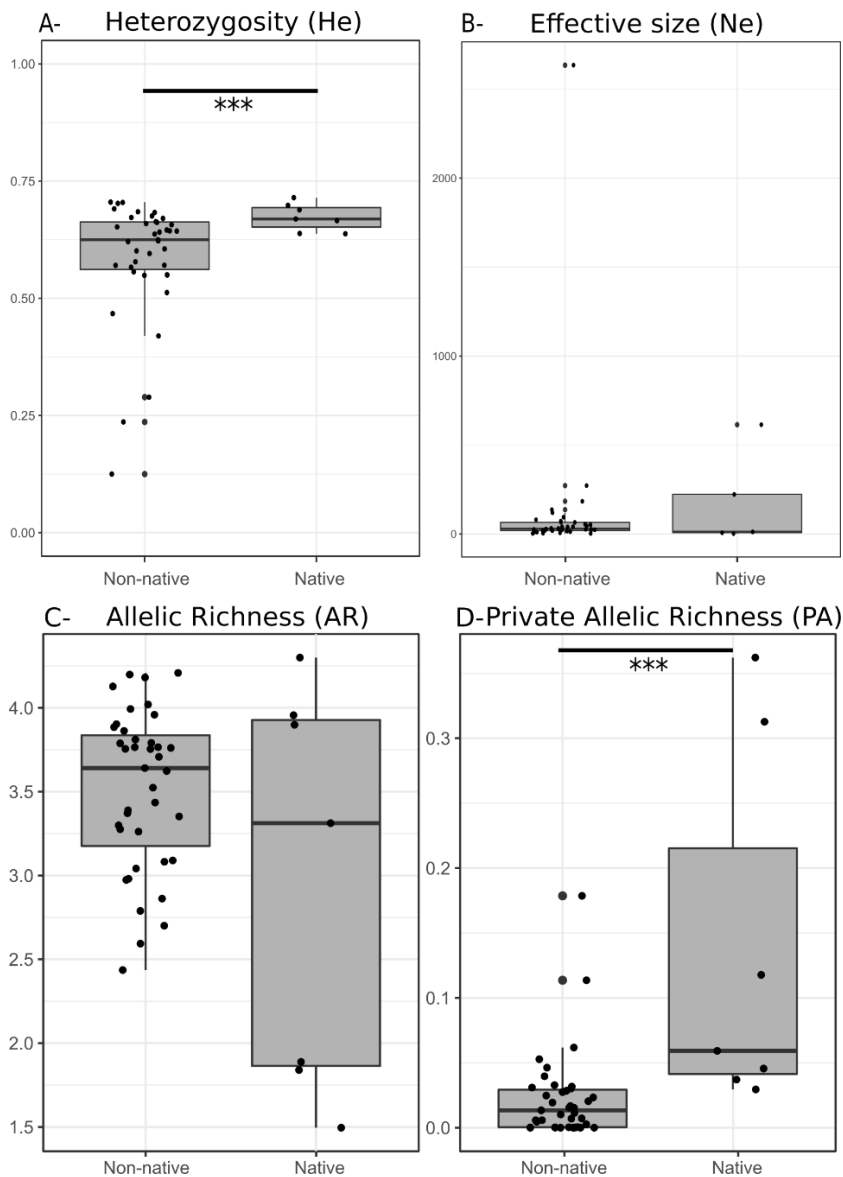 A- Heterozygosity (He)
1.00
0.75
0.50
0.25
0.00
***
Non-native Native
B- Effective size (Ne)
2000
1000
0
Non-native Native
C- Allelic Richness (AR)
4.0
3.5
3.0
2.5
2.0
1.5
Non-native Native
D-Private Allelic Richness (PA)
0.3
0.2
0.1
0.0
***
Non-native Native